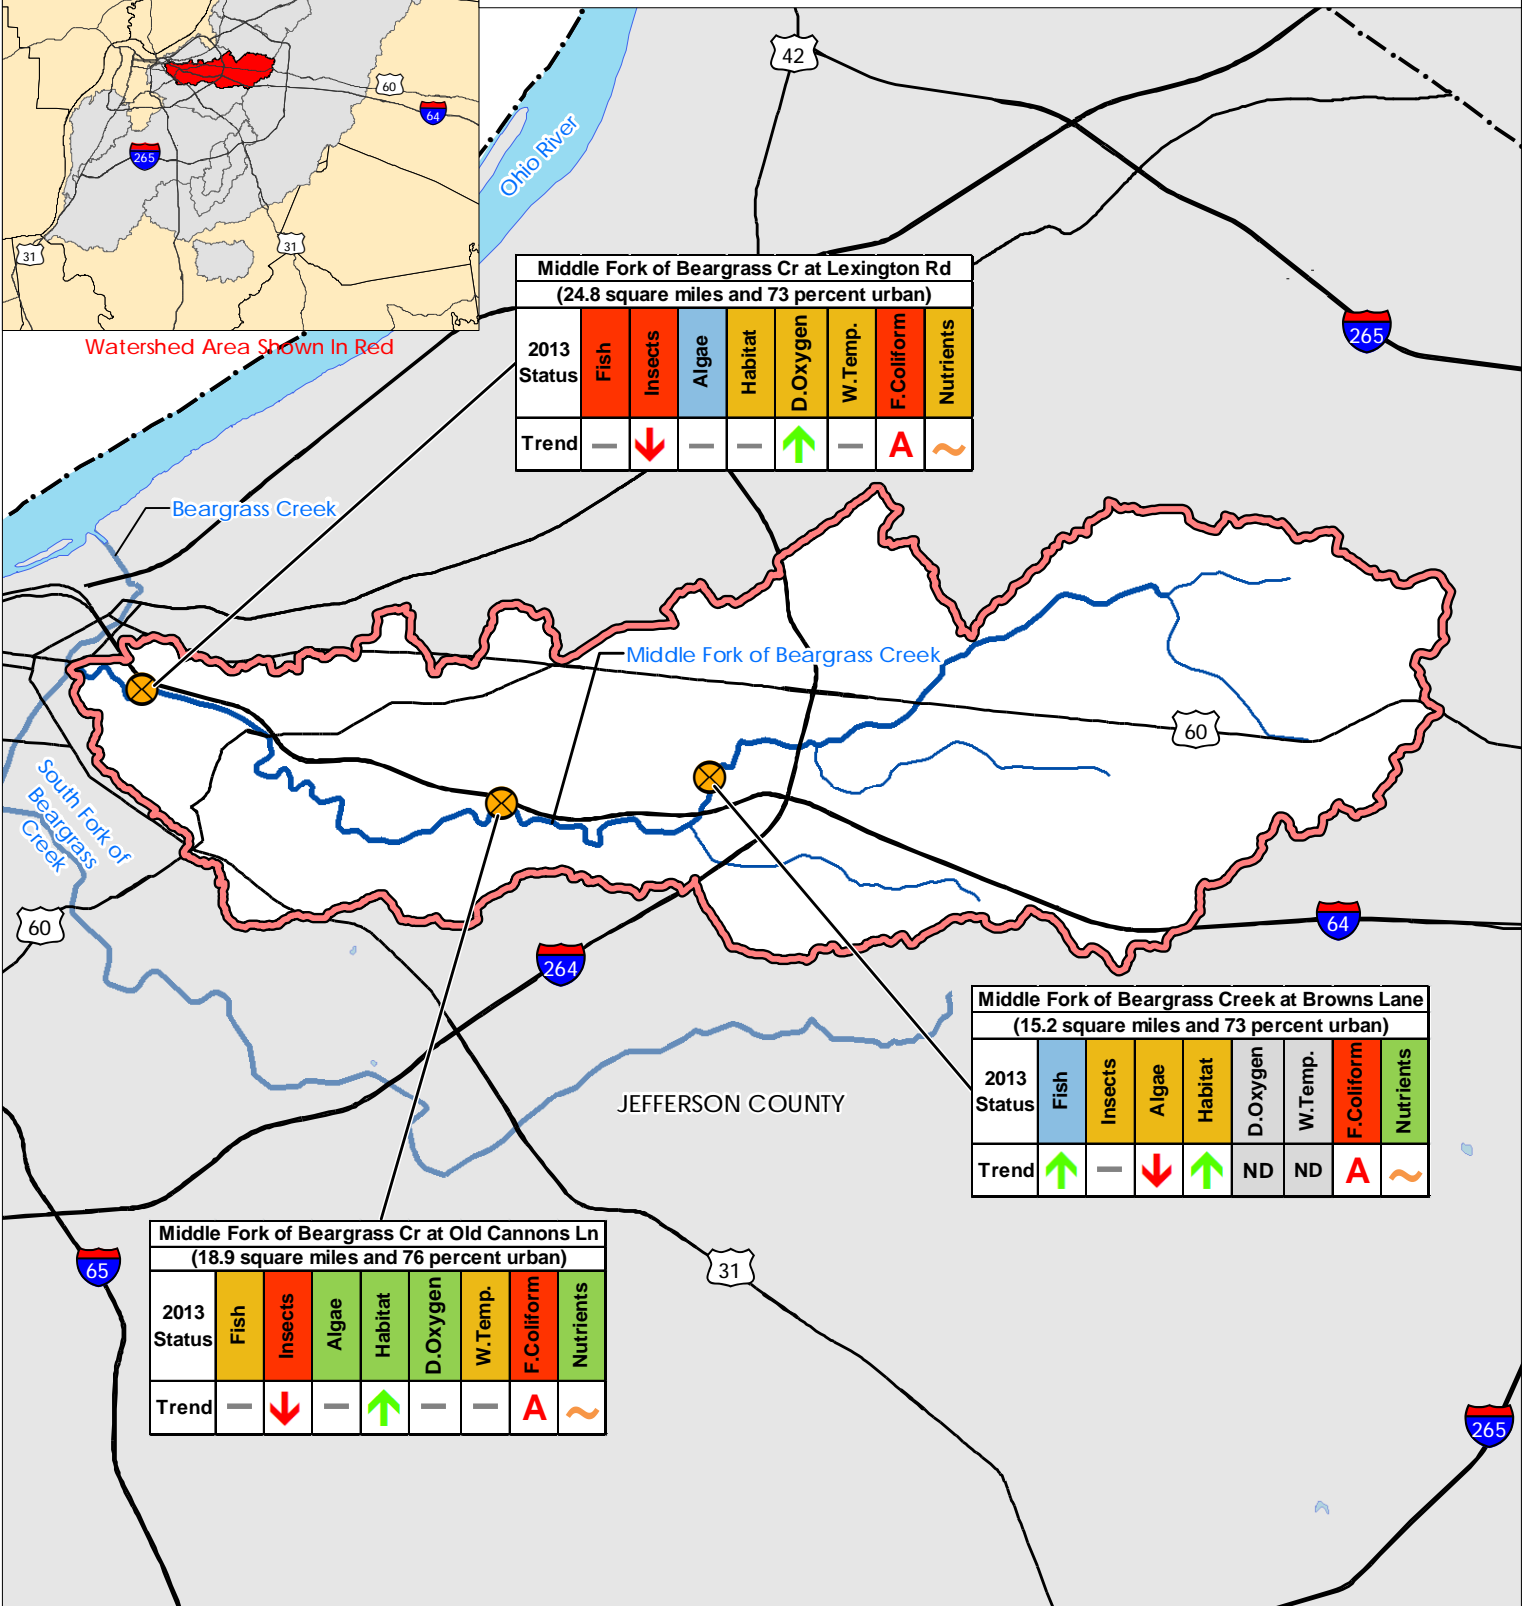 42
60
64
265
31
31
Ohio River
Watershed Area Shown In Red
Middle Fork of Beargrass Cr at Lexington Rd
(24.8 square miles and 73 percent urban)
2013 Status Fish Insects Algae Habitat D.Oxygen W.Temp. F.Coliform Nutrients
Trend — — — — A ~
265
Beargrass Creek
Middle Fork of Beargrass Creek
60
South Fork of
Beargrass
Creek
60
64
264
Middle Fork of Beargrass Creek at Browns Lane
(15.2 square miles and 73 percent urban)
2013 Status Fish Insects Algae Habitat D.Oxygen W.Temp. F.Coliform Nutrients
Trend — ND ND A ~
JEFFERSON COUNTY
Middle Fork of Beargrass Cr at Old Cannons Ln
(18.9 square miles and 76 percent urban)
2013 Status Fish Insects Algae Habitat D.Oxygen W.Temp. F.Coliform Nutrients
Trend — — — — A ~
65
31
265